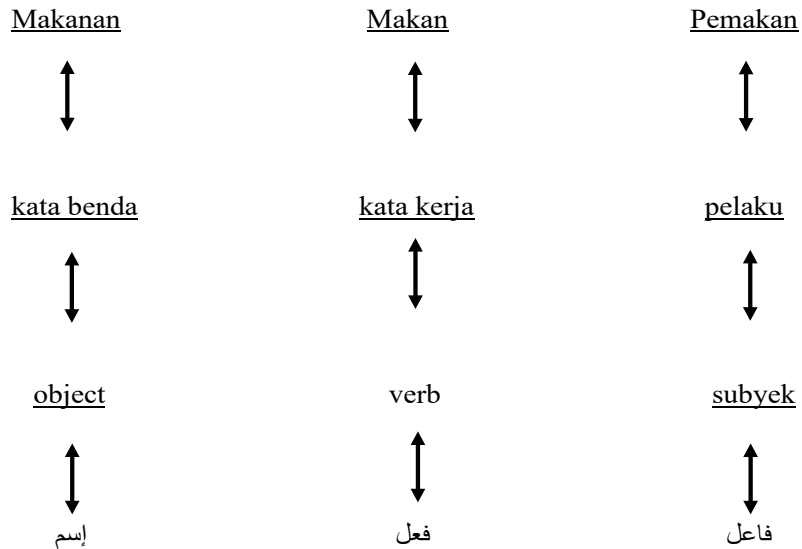 Makanan Makan Pemakan
kata benda kata kerja pelaku
object verb subyek
إسم فعل فاعل